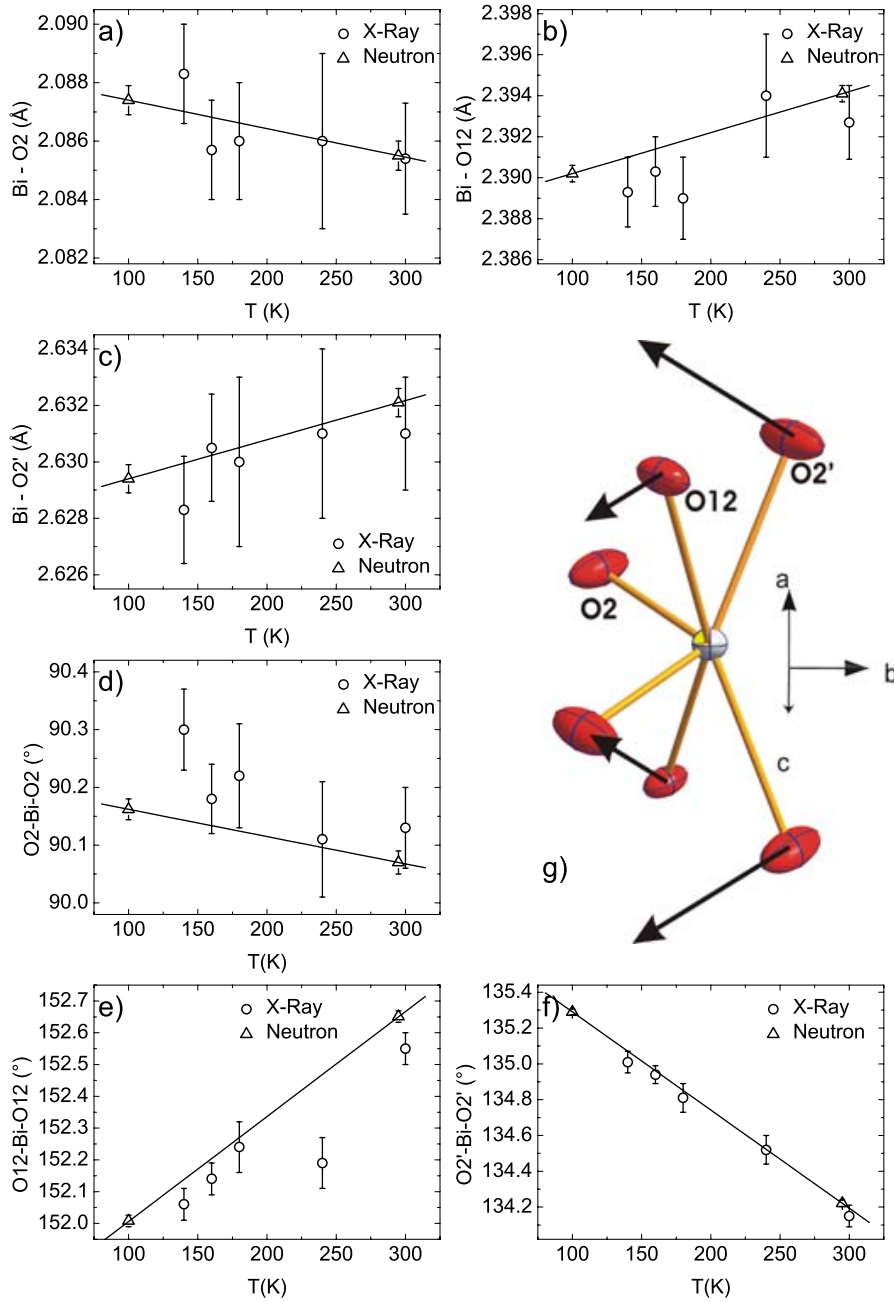 a)
X-Ray
Neutron
Bi - O2 (Å)
2.090
2.088
2.086
2.084
2.082
100 150 200 250 300
T (K)
b)
X-Ray
Neutron
Bi - O12 (Å)
2.398
2.396
2.394
2.392
2.390
2.388
2.386
100 150 200 250 300
T (K)
c)
Bi - O2' (Å)
2.634
2.632
2.630
2.628
2.626
X-Ray
Neutron
100 150 200 250 300
T (K)
d)
X-Ray
Neutron
O2-Bi-O2 (°)
90.4
90.3
90.2
90.1
90.0
100 150 200 250 300
T(K)
O2'
O12
O2
a
b
c
g)
e)
X-Ray
Neutron
O12-Bi-O12 (°)
152.7
152.6
152.5
152.4
152.3
152.2
152.1
152.0
100 150 200 250 300
T(K)
f)
X-Ray
Neutron
O2'-Bi-O2' (°)
135.4
135.2
135.0
134.8
134.6
134.4
134.2
100 150 200 250 300
T(K)